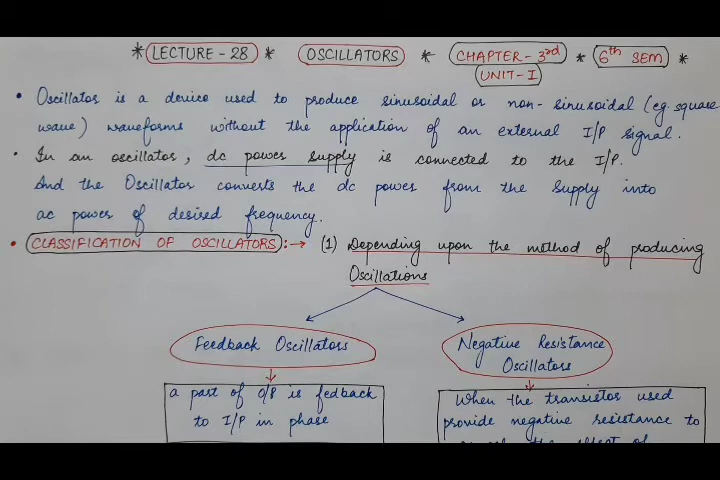 * LECTURE - 28 * OSCILLATORS * CHAPTER - 3rd * 6th SEM *
UNIT - I
• Oscillator is a device used to produce sinusoidal or non-sinusoidal (eg. square
wave) waveforms without the application of an external I/P signal.
• In an oscillator, dc power supply is connected to the I/P.
And the Oscillator converts the dc power from the supply into
ac power of desired frequency.
• CLASSIFICATION OF OSCILLATORS :→ (1) Depending upon the method of producing
Oscillations
Feedback Oscillators
Negative Resistance
Oscillators
a part of O/P is fedback
to I/P in phase
When the transistor used
provide negative resistance to
the effect of